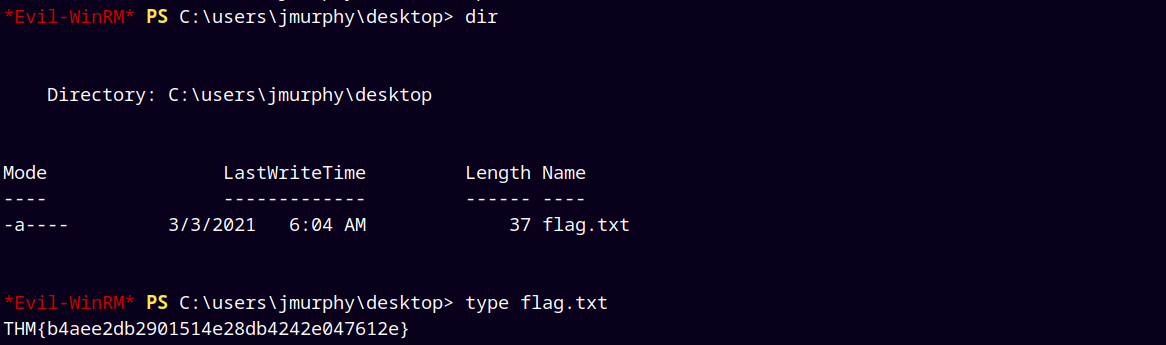 *Evil-WinRM* PS C:\users\jmurphy\desktop> dir
Directory: C:\users\jmurphy\desktop
Mode                LastWriteTime         Length Name
----                -------------         ------ ----
-a----         3/3/2021   6:04 AM             37 flag.txt
*Evil-WinRM* PS C:\users\jmurphy\desktop> type flag.txt
THM{b4aee2db2901514e28db4242e047612e}